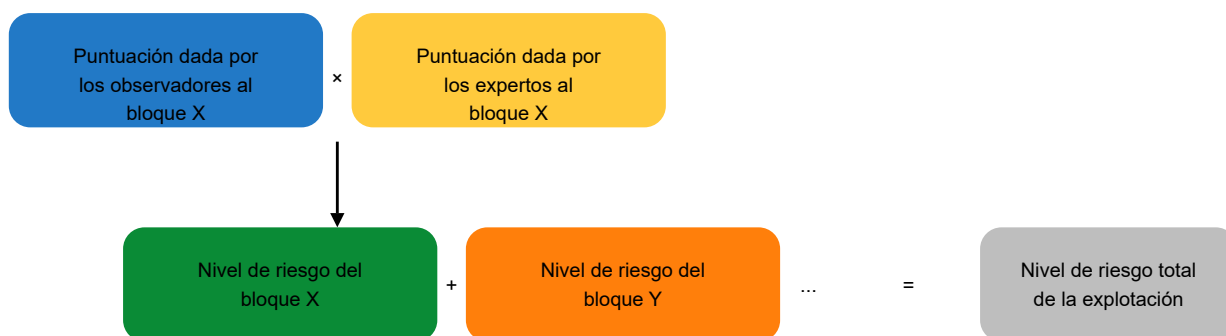 Puntuación dada por
los observadores al
bloque X
×
Puntuación dada por
los expertos al
bloque X
Nivel de riesgo del
bloque X
+
Nivel de riesgo del
bloque Y
...
=
Nivel de riesgo total
de la explotación